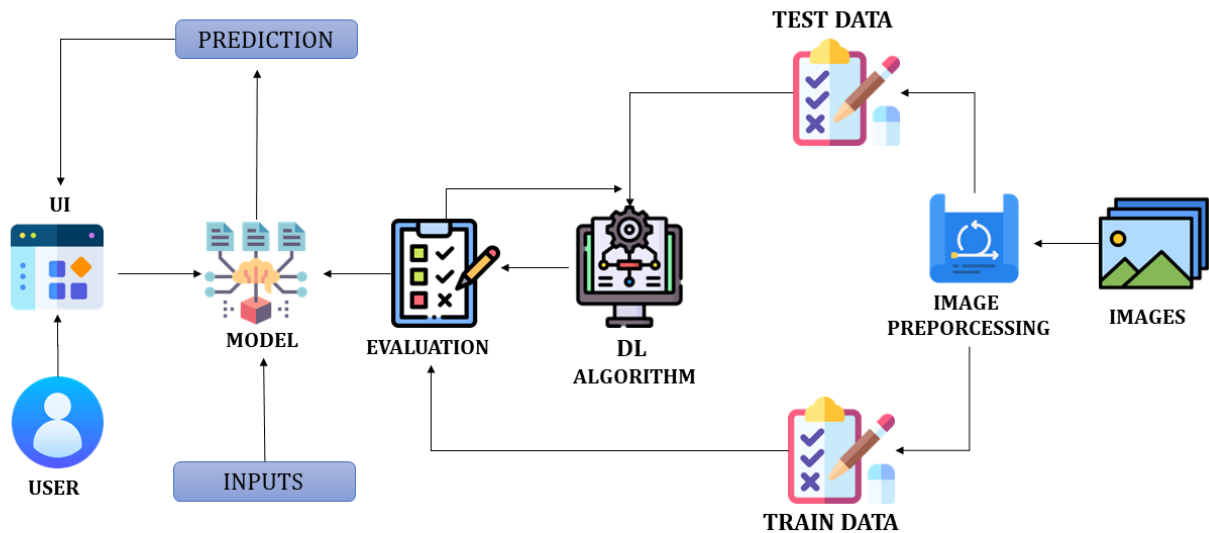 TEST DATA
PREDICTION
UI
IMAGE
PREPORCESSING
IMAGES
MODEL
EVALUATION
DL
ALGORITHM
USER
INPUTS
TRAIN DATA